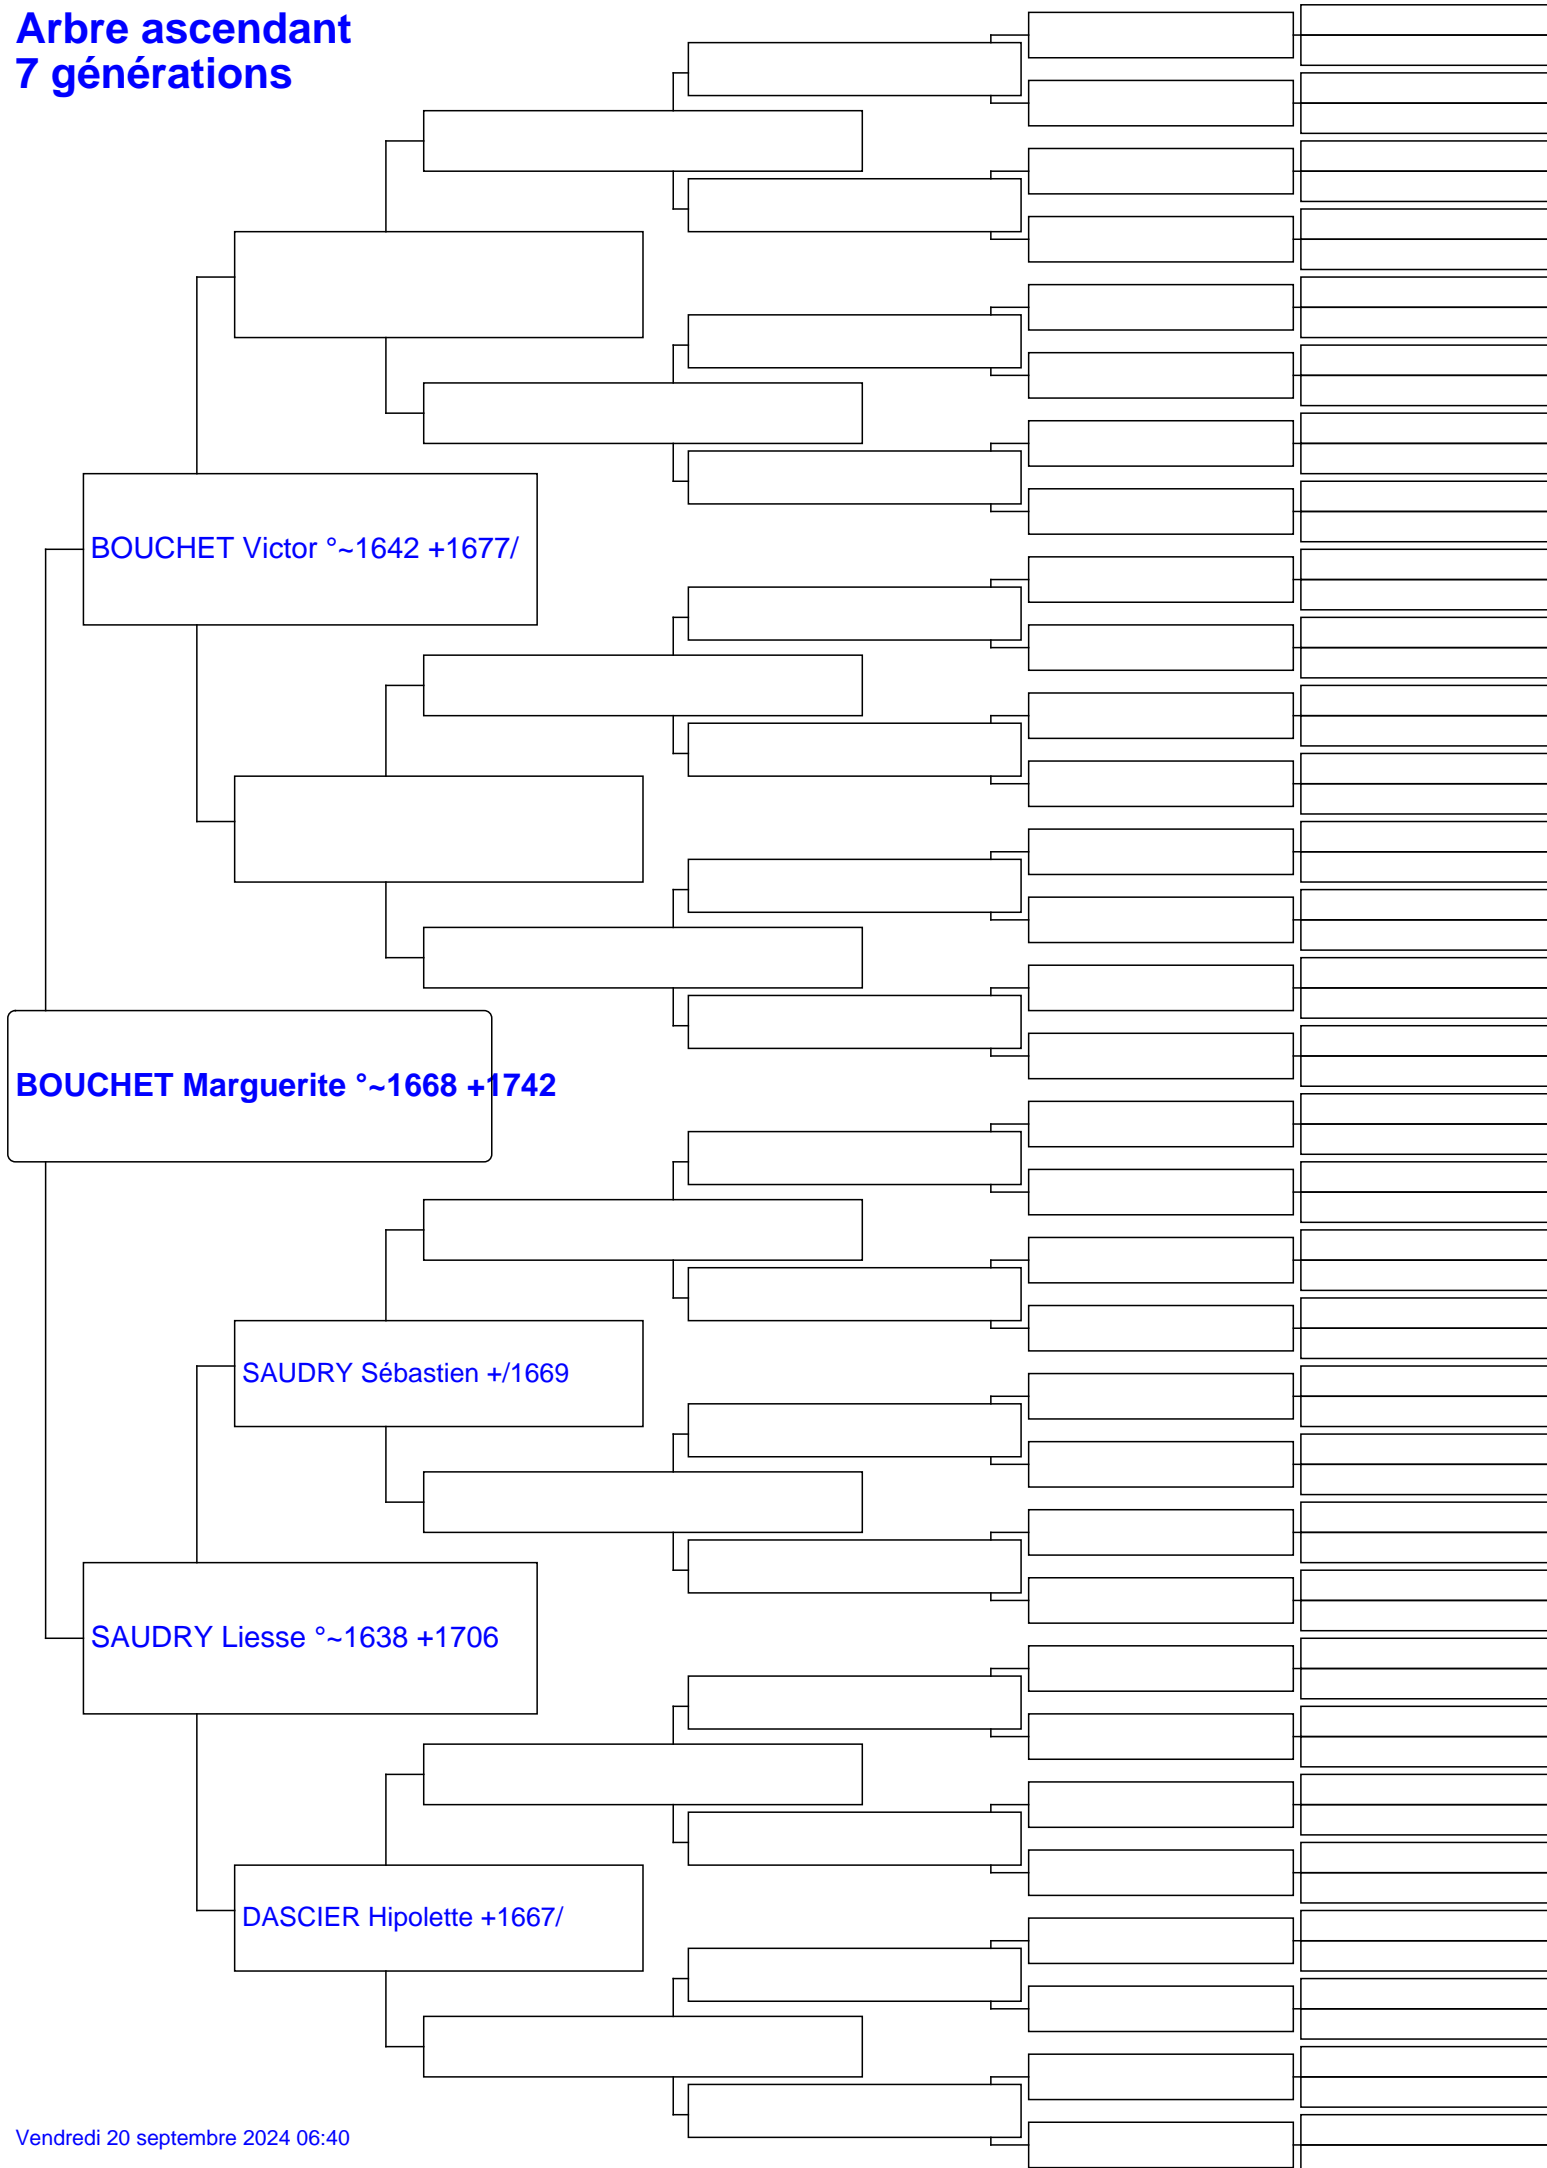 Arbre ascendant
7 générations
BOUCHET Victor °~1642 +1677/
BOUCHET Marguerite °~1668 +1742
SAUDRY Sébastien +/1669
SAUDRY Liesse °~1638 +1706
DASCIER Hipolette +1667/
Vendredi 20 septembre 2024 06:40